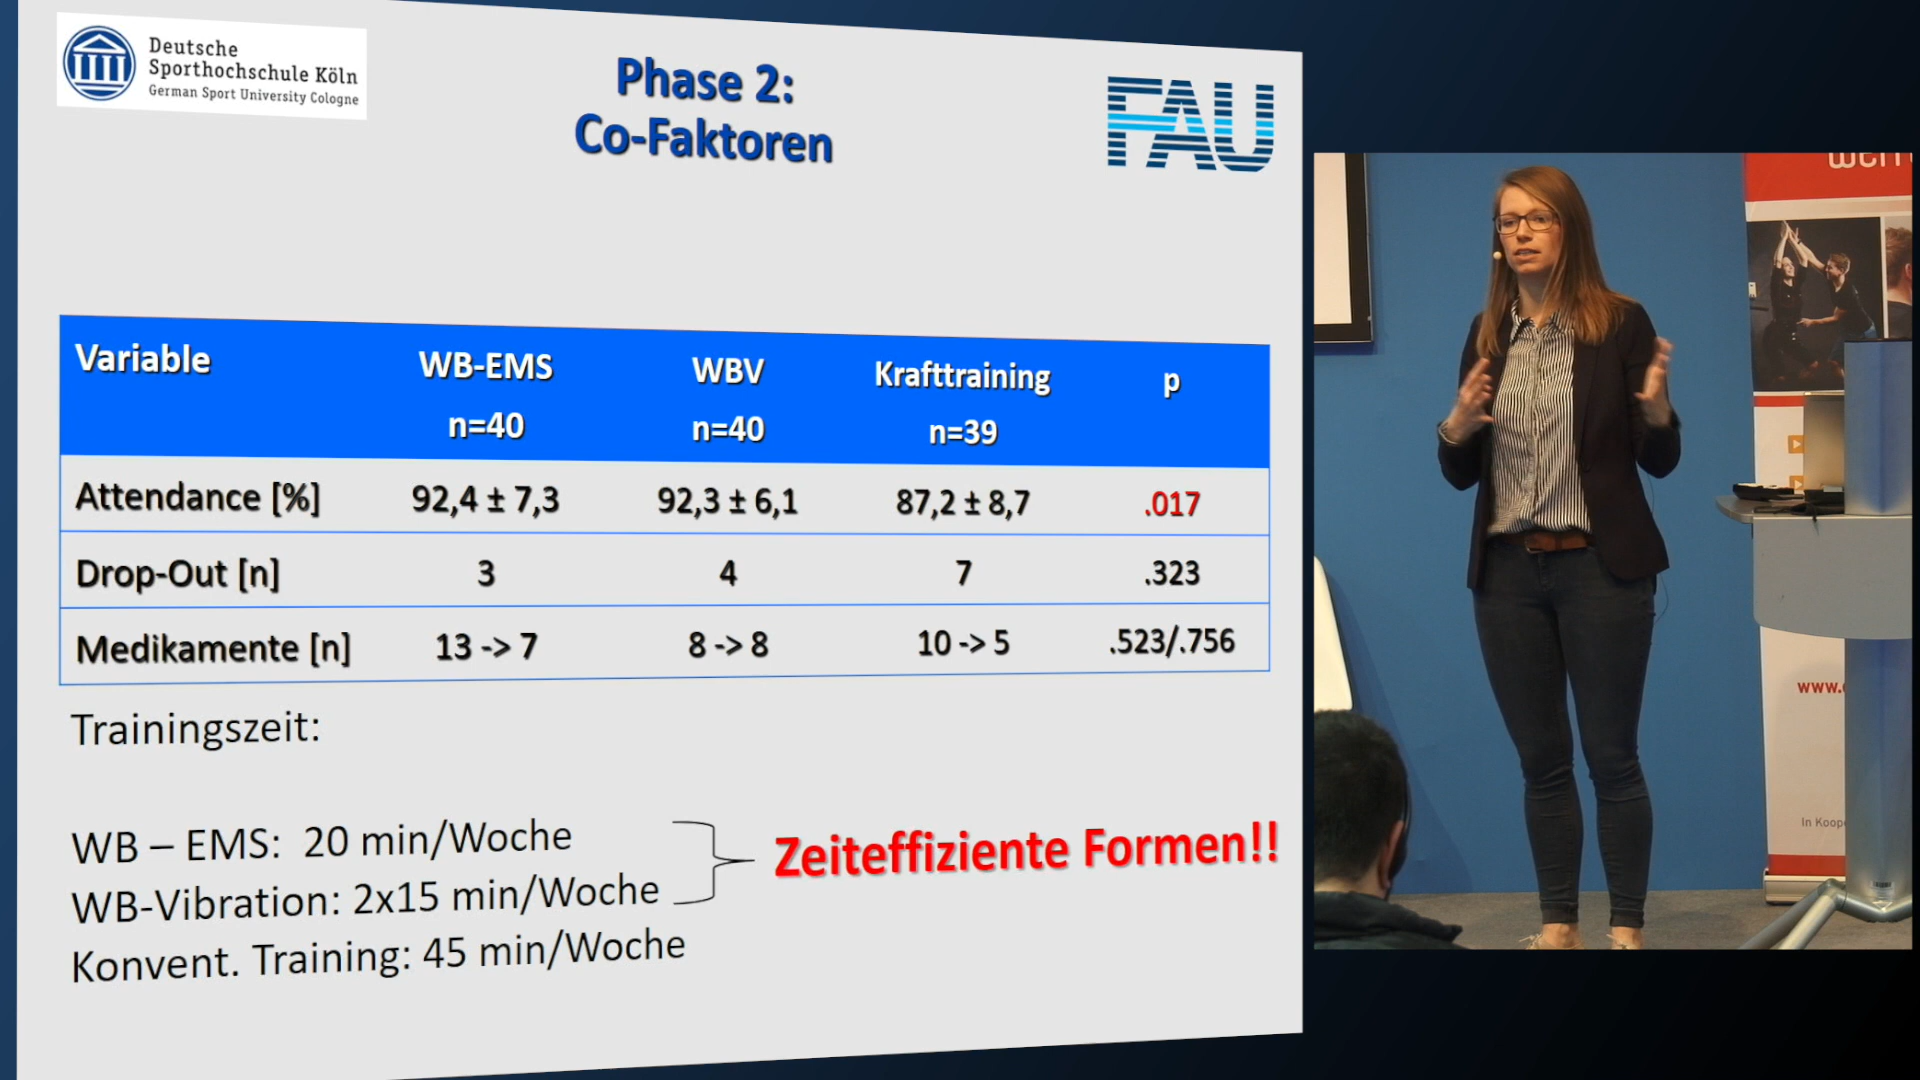 Deutsche
Sporthochschule Köln
German Sport University Cologne
Phase 2:
Co-Faktoren
FAU
Variable WB-EMS WBV Krafttraining p
n=40 n=40 n=39
Attendance [%] 92,4 ± 7,3 92,3 ± 6,1 87,2 ± 8,7 .017
Drop-Out [n] 3 4 7 .323
Medikamente [n] 13 -> 7 8 -> 8 10 -> 5 .523/.756
Trainingszeit:
WB – EMS: 20 min/Woche
WB-Vibration: 2x15 min/Woche
Konvent. Training: 45 min/Woche
Zeiteffiziente Formen!!
www.
In